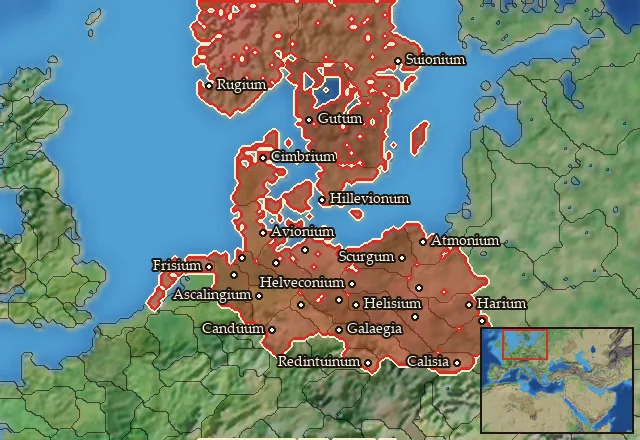 Suionium
Rugium
Gutum
Cimbrium
Hillevionum
Avionium
Atmonium
Scurgum
Frisium
Helveconium
Ascalingium
Helisium
Harium
Canduum
Galaegia
Redintuinum
Calisia